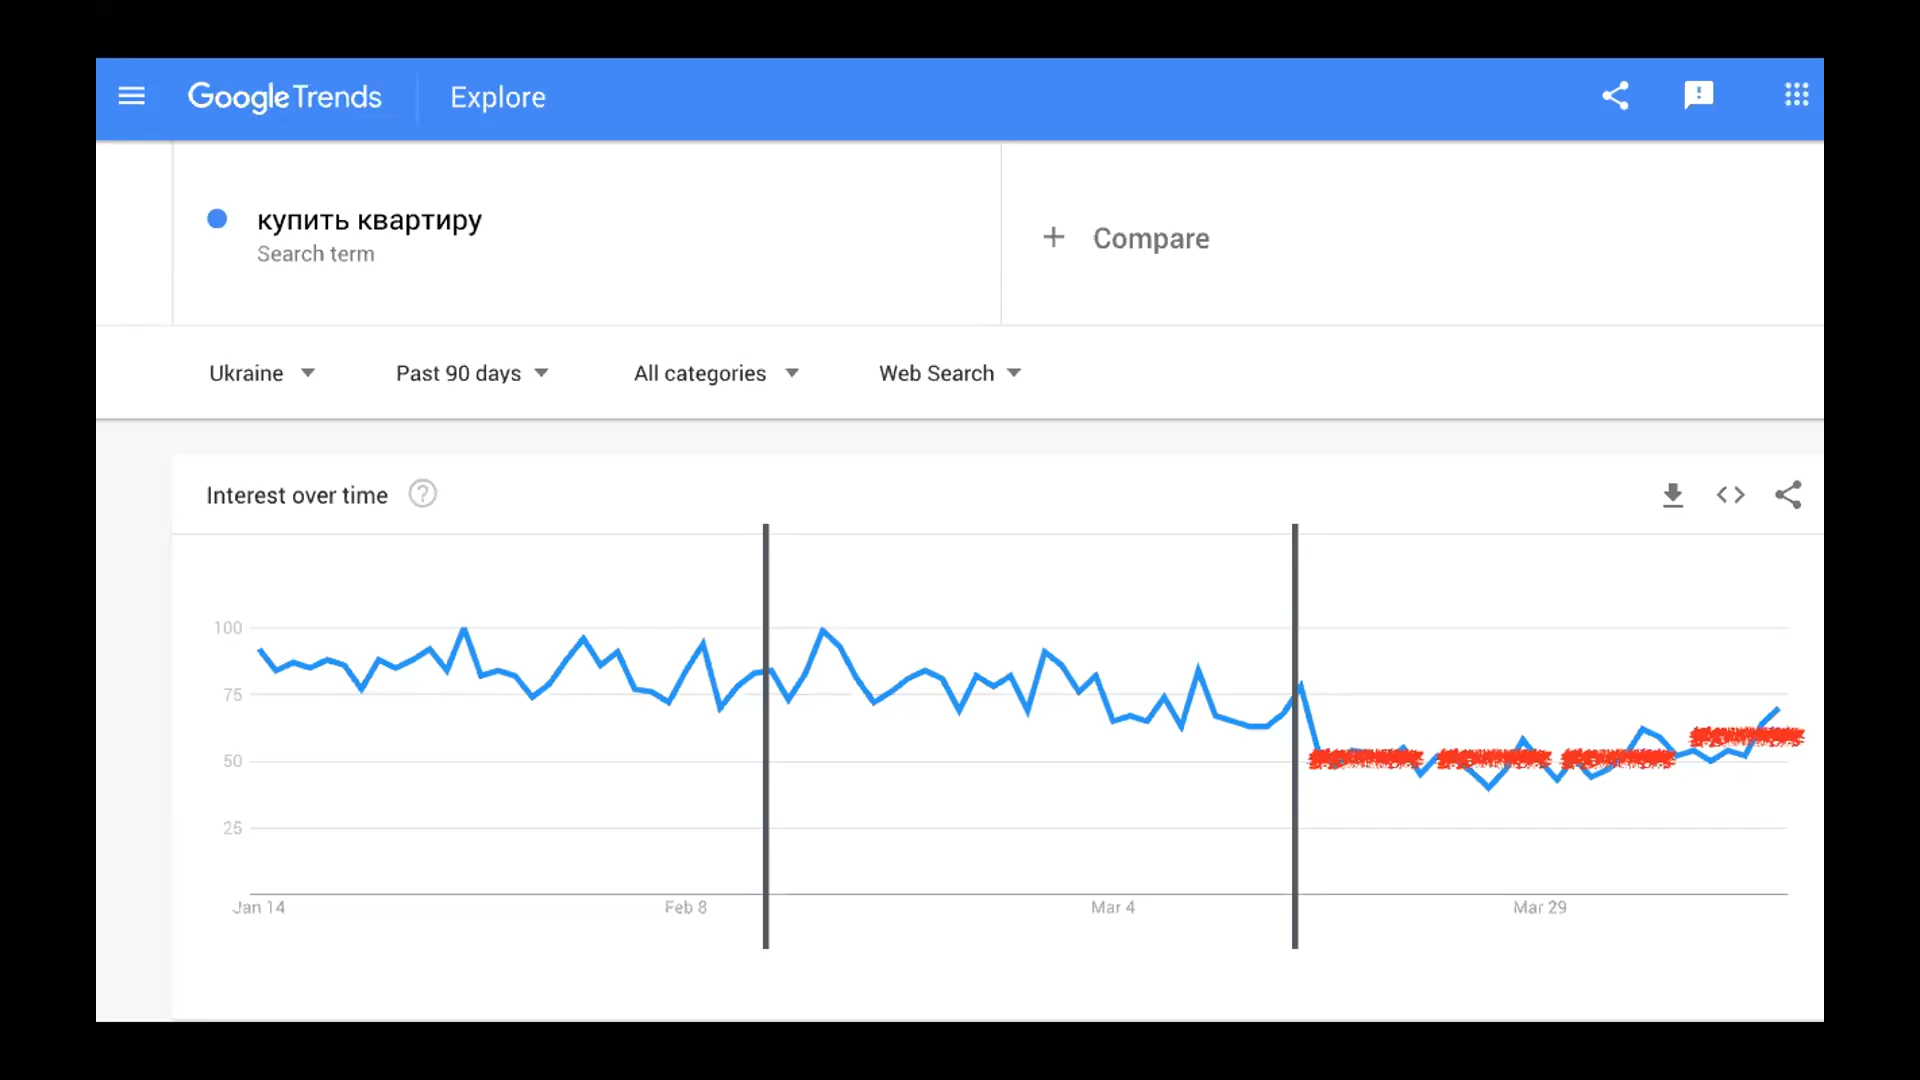 Google Trends Explore
купить квартиру
Search term
+ Compare
Ukraine Past 90 days All categories Web Search
Interest over time ?
100
75
50
25
Jan 14 Feb 8 Mar 4 Mar 29